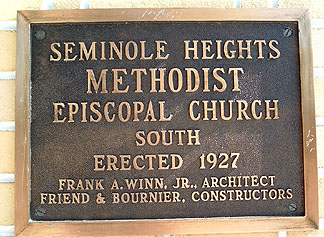 SEMINOLE HEIGHTS
METHODIST
EPISCOPAL CHURCH
SOUTH
ERECTED 1927
FRANK A. WINN, JR., ARCHITECT
FRIEND & BOURNIER, CONSTRUCTORS